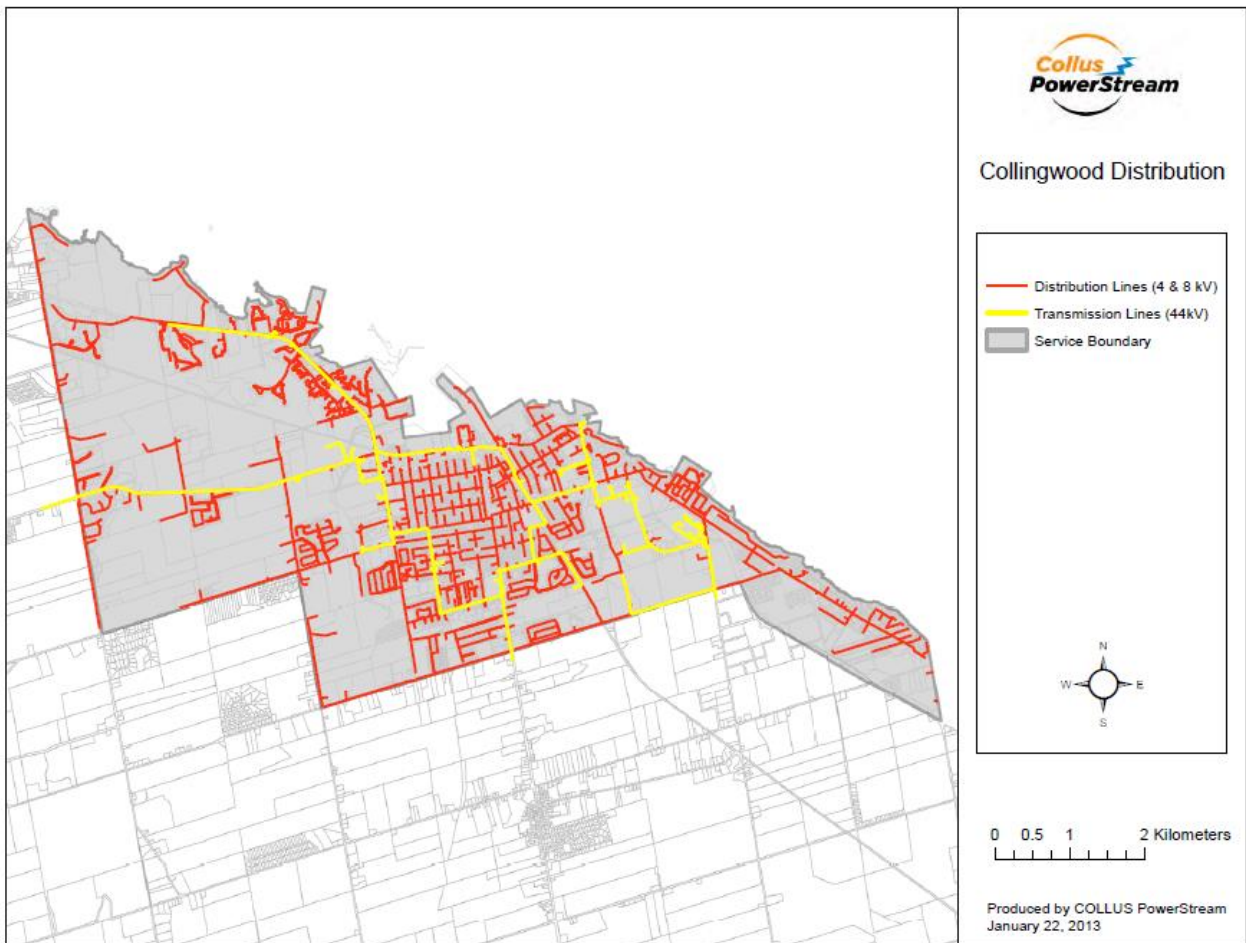 Collus
PowerStream
Collingwood Distribution
Distribution Lines (4 & 8 kV)
Transmission Lines (44kV)
Service Boundary
N
W E
S
0 0.5 1 2 Kilometers
Produced by COLLUS PowerStream
January 22, 2013